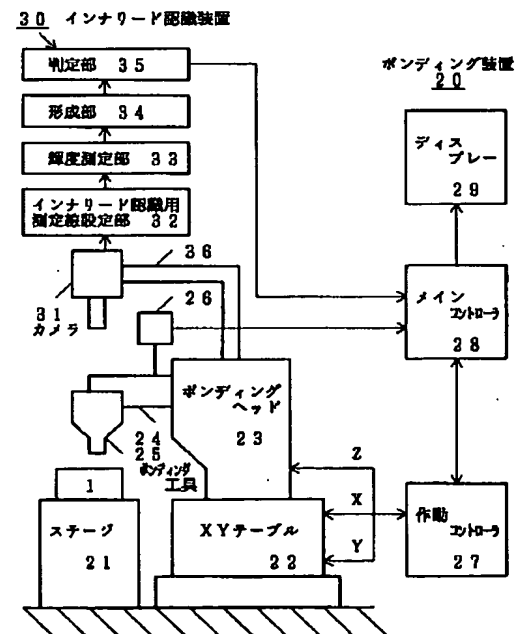 30 インナリード認識装置
判定部 35
形成部 34
輝度測定部 33
インナリード認識用
測定線設定部 32
36
26
31
カメラ
ボンディング装置
20
ディス
プレー
29
メイン
コントローラ
28
ボンディング
ヘッド
23
24
25
ボンディング
工具
1
ステージ
21
XYテーブル
22
Z
X
Y
作動
コントローラ
27